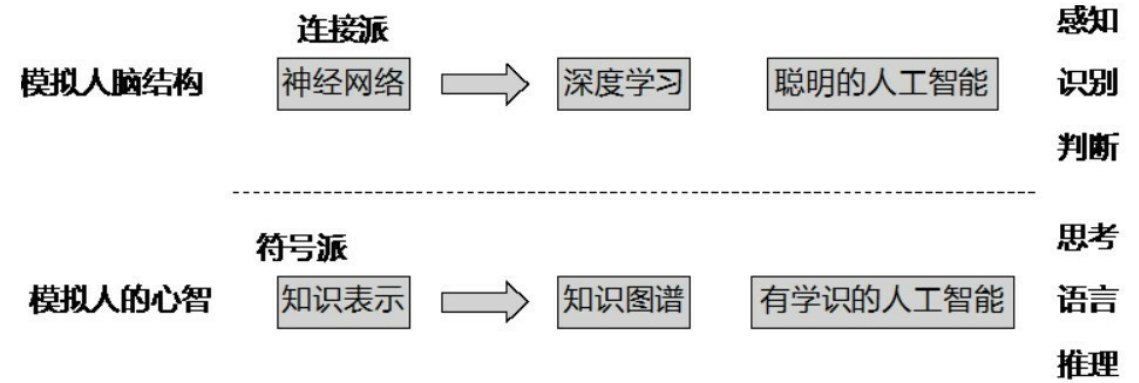 连接派
感知
模拟人脑结构 神经网络 深度学习 聪明的人工智能 识别
判断
符号派
思考
模拟人的心智 知识表示 知识图谱 有学识的人工智能 语言
推理